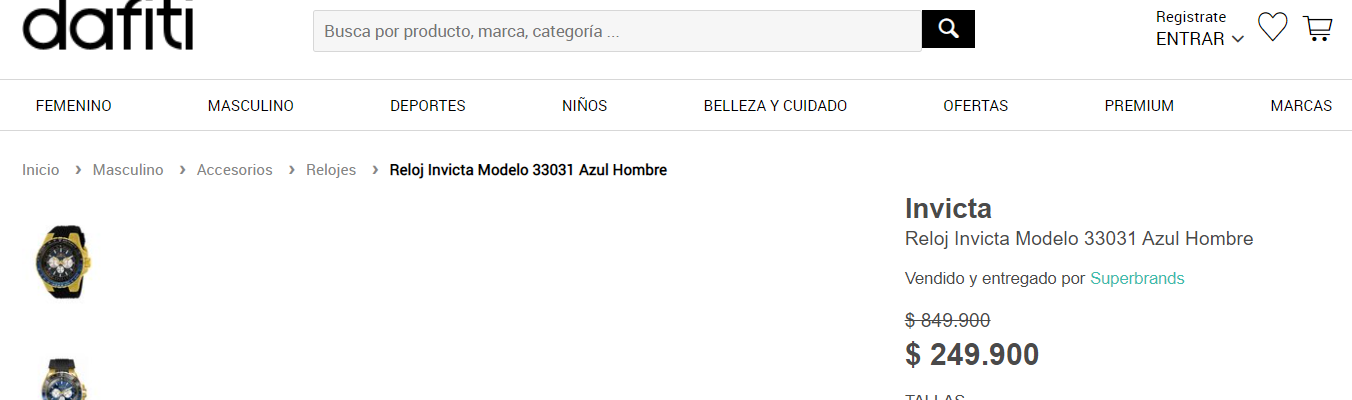 dafiti
Busca por producto, marca, categoría ...
Registrate
ENTRAR
FEMENINO MASCULINO DEPORTES NIÑOS BELLEZA Y CUIDADO OFERTAS PREMIUM MARCAS
Inicio › Masculino › Accesorios › Relojes › Reloj Invicta Modelo 33031 Azul Hombre
Invicta
Reloj Invicta Modelo 33031 Azul Hombre
Vendido y entregado por Superbrands
$ 849.900
$ 249.900
TALLAS